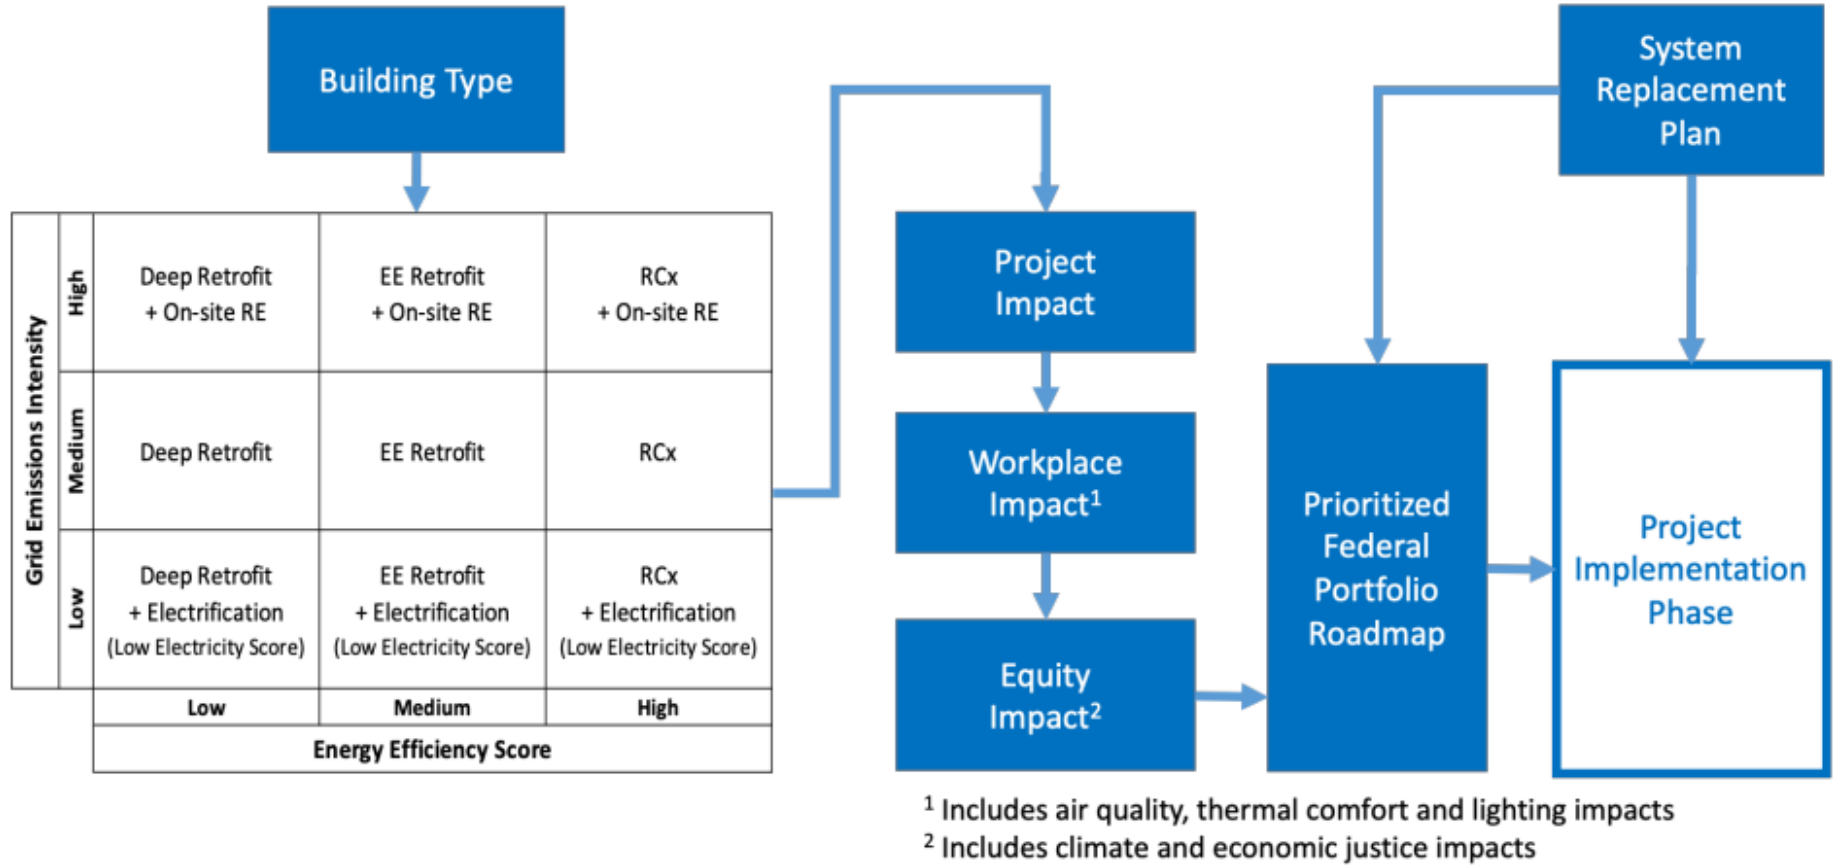 Building Type
Grid Emissions Intensity
High
Deep Retrofit
+ On-site RE
EE Retrofit
+ On-site RE
RCx
+ On-site RE
Medium
Deep Retrofit
EE Retrofit
RCx
Low
Deep Retrofit
+ Electrification
(Low Electricity Score)
EE Retrofit
+ Electrification
(Low Electricity Score)
RCx
+ Electrification
(Low Electricity Score)
Low
Medium
High
Energy Efficiency Score
Project
Impact
Workplace
Impact¹
Equity
Impact²
System
Replacement
Plan
Prioritized
Federal
Portfolio
Roadmap
Project
Implementation
Phase
¹ Includes air quality, thermal comfort and lighting impacts
² Includes climate and economic justice impacts